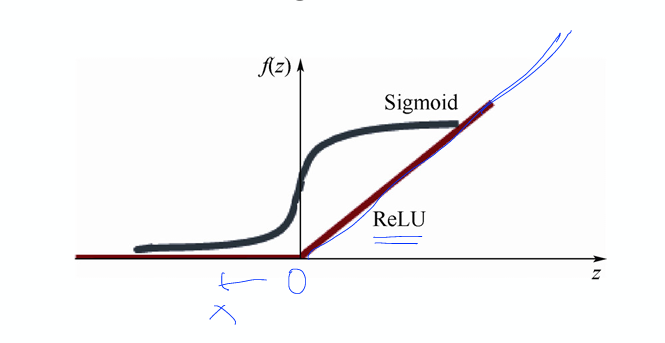 f(z)
Sigmoid
ReLU
z
0
x